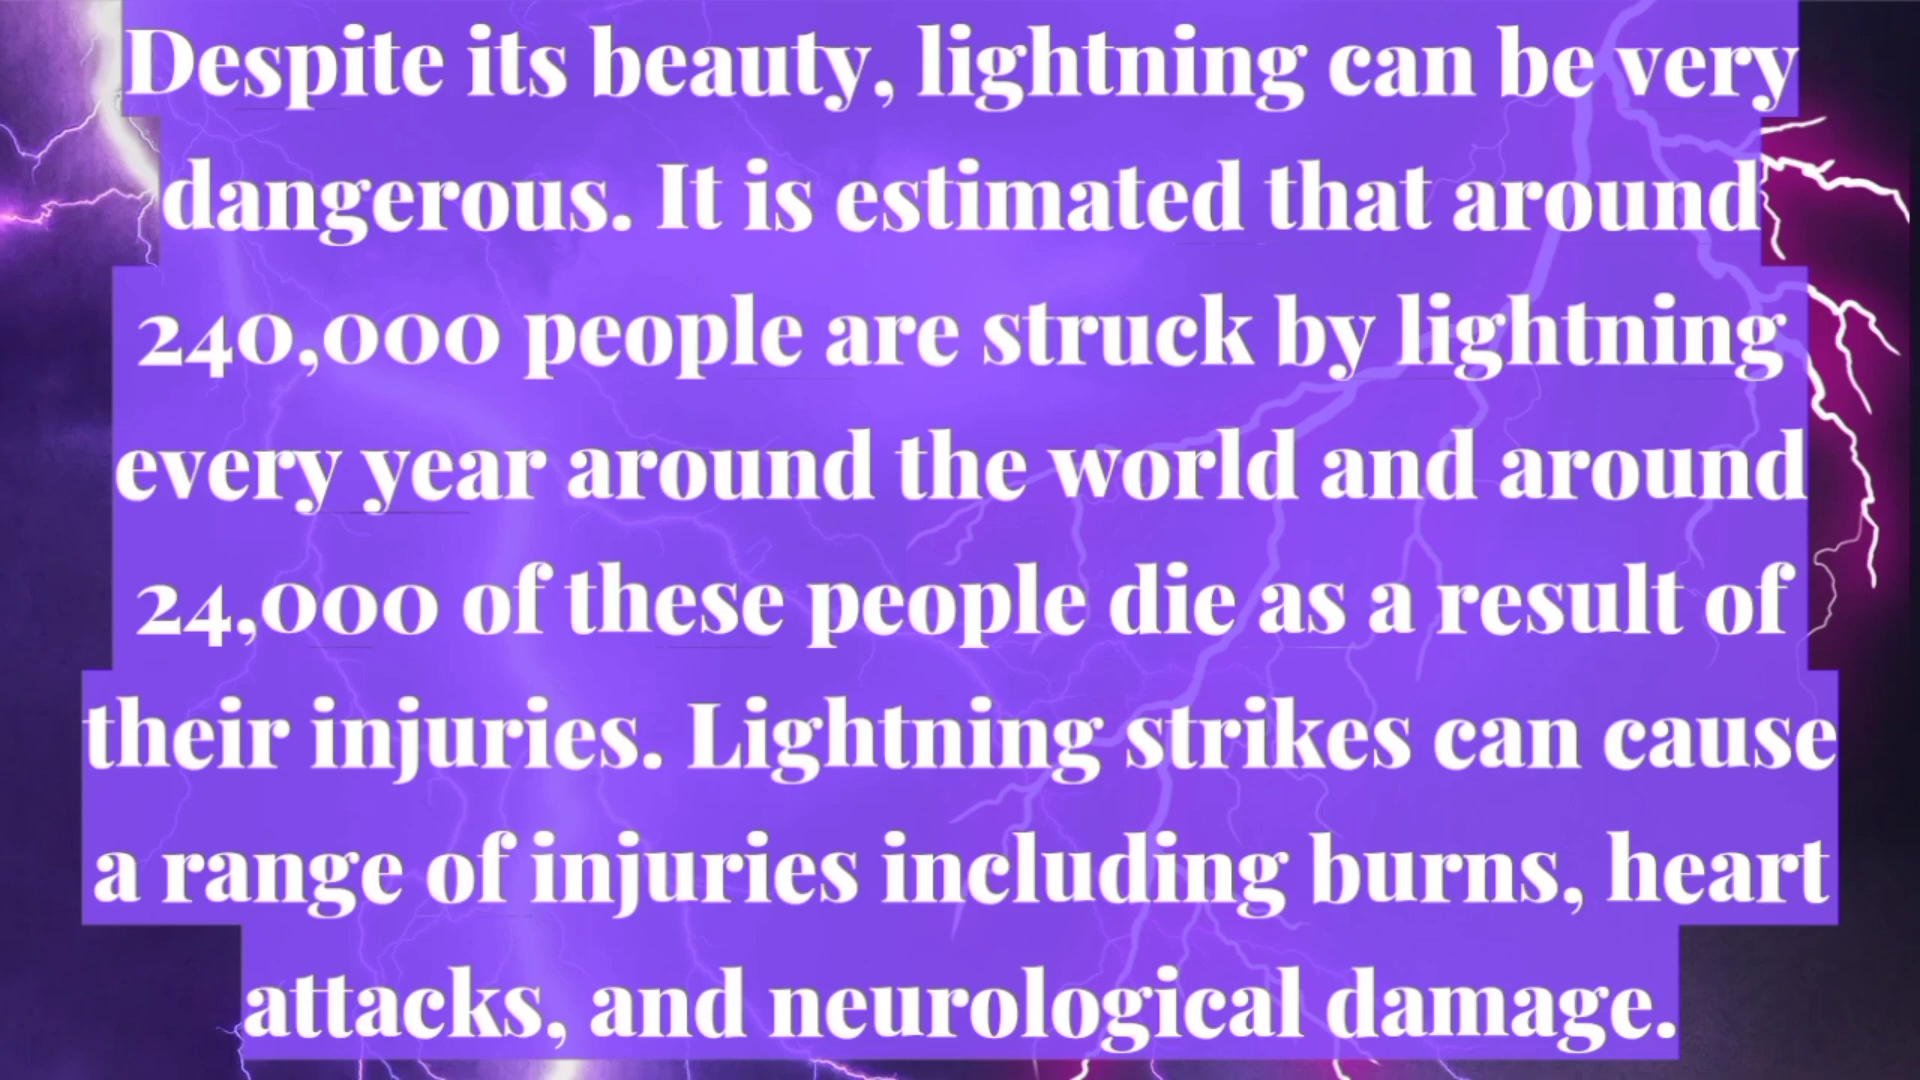 Despite its beauty, lightning can be very
dangerous. It is estimated that around
240,000 people are struck by lightning
every year around the world and around
24,000 of these people die as a result of
their injuries. Lightning strikes can cause
a range of injuries including burns, heart
attacks, and neurological damage.